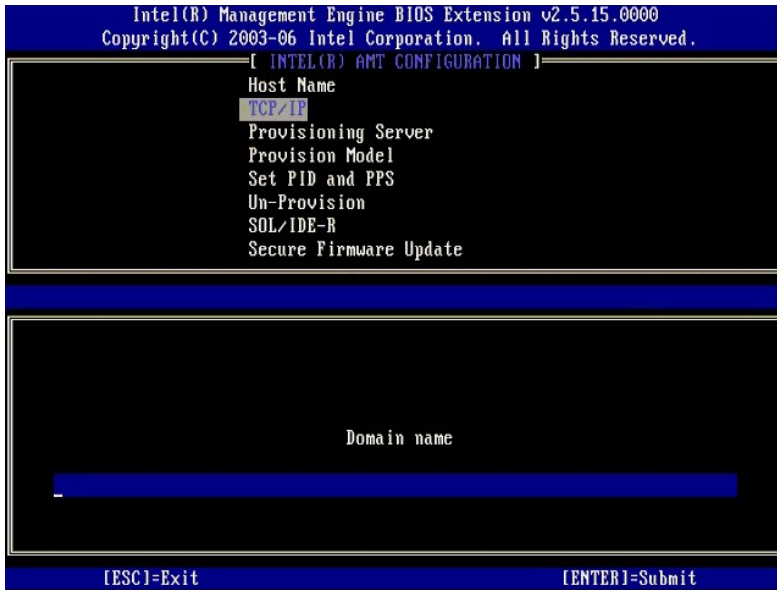 Intel(R) Management Engine BIOS Extension v2.5.15.0000
Copyright(C) 2003-06 Intel Corporation.  All Rights Reserved.
[ INTEL(R) AMT CONFIGURATION ]
Host Name
TCP/IP
Provisioning Server
Provision Model
Set PID and PPS
Un-Provision
SOL/IDE-R
Secure Firmware Update
Domain name
[ESC]=Exit [ENTER]=Submit